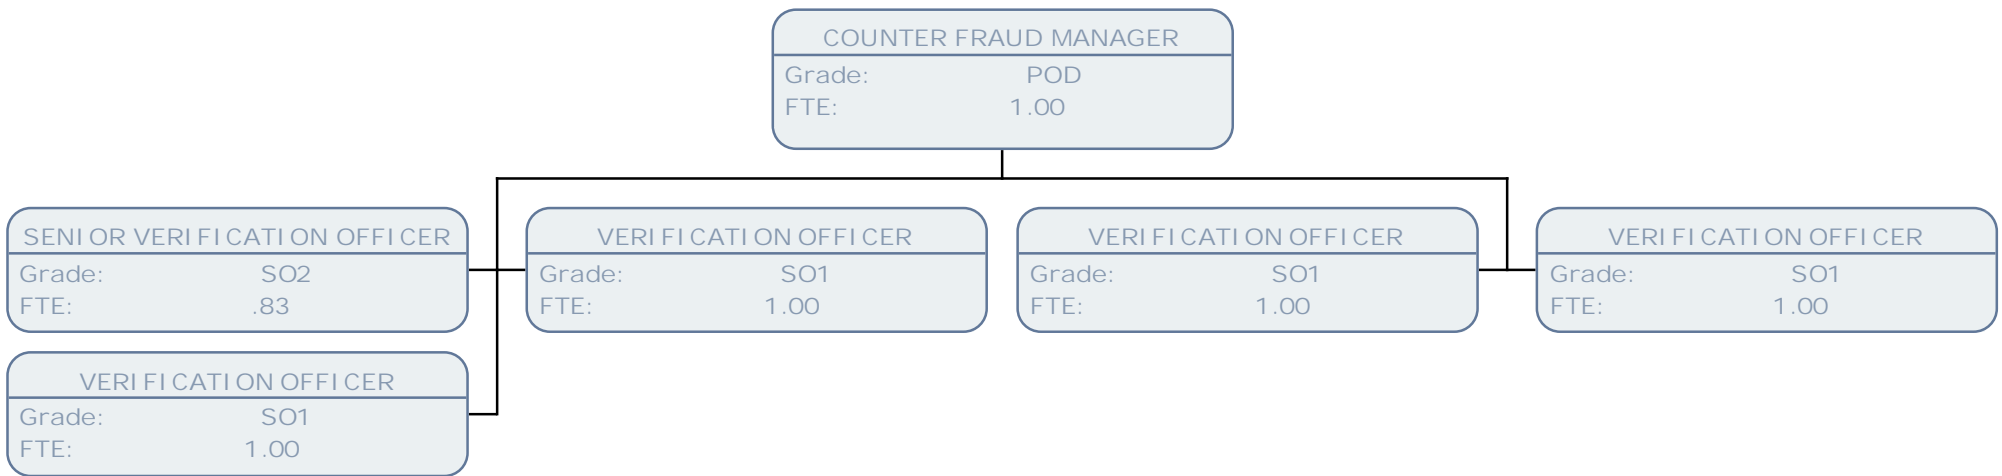 COUNTER FRAUD MANAGER
Grade: POD
FTE: 1.00
SENIOR VERIFICATION OFFICER
Grade: SO2
FTE: .83
VERIFICATION OFFICER
Grade: SO1
FTE: 1.00
VERIFICATION OFFICER
Grade: SO1
FTE: 1.00
VERIFICATION OFFICER
Grade: SO1
FTE: 1.00
VERIFICATION OFFICER
Grade: SO1
FTE: 1.00